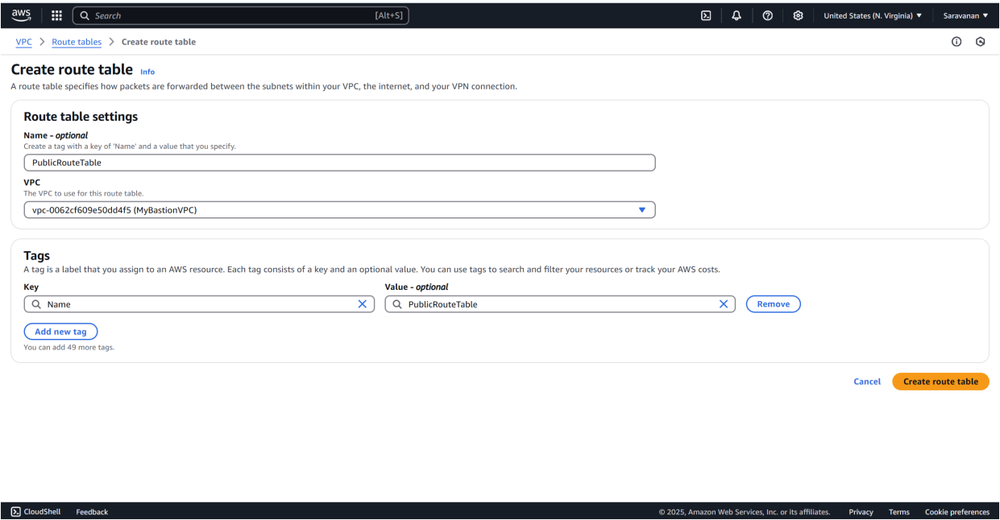 aws
Search [Alt+S] United States (N. Virginia) Saravanan
VPC > Route tables > Create route table
Create route table Info
A route table specifies how packets are forwarded between the subnets within your VPC, the internet, and your VPN connection.
Route table settings
Name - optional
Create a tag with a key of 'Name' and a value that you specify.
PublicRouteTable
VPC
The VPC to use for this route table.
vpc-0062cf609e50dd4f5 (MyBastionVPC)
Tags
A tag is a label that you assign to an AWS resource. Each tag consists of a key and an optional value. You can use tags to search and filter your resources or track your AWS costs.
Key Value - optional
Name PublicRouteTable Remove
Add new tag
You can add 49 more tags.
Cancel Create route table
CloudShell Feedback © 2025, Amazon Web Services, Inc. or its affiliates. Privacy Terms Cookie preferences